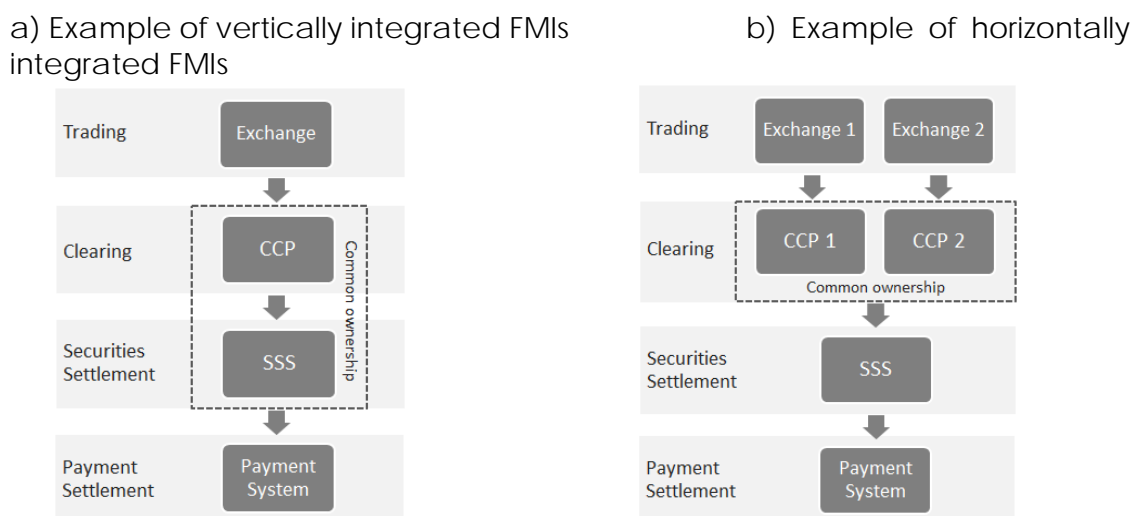 a) Example of vertically integrated FMIs b) Example of horizontally
integrated FMIs
Trading
Exchange
Clearing
CCP
Common ownership
Securities
Settlement
SSS
Payment
Settlement
Payment
System
Trading
Exchange 1
Exchange 2
Clearing
CCP 1
CCP 2
Common ownership
Securities
Settlement
SSS
Payment
Settlement
Payment
System